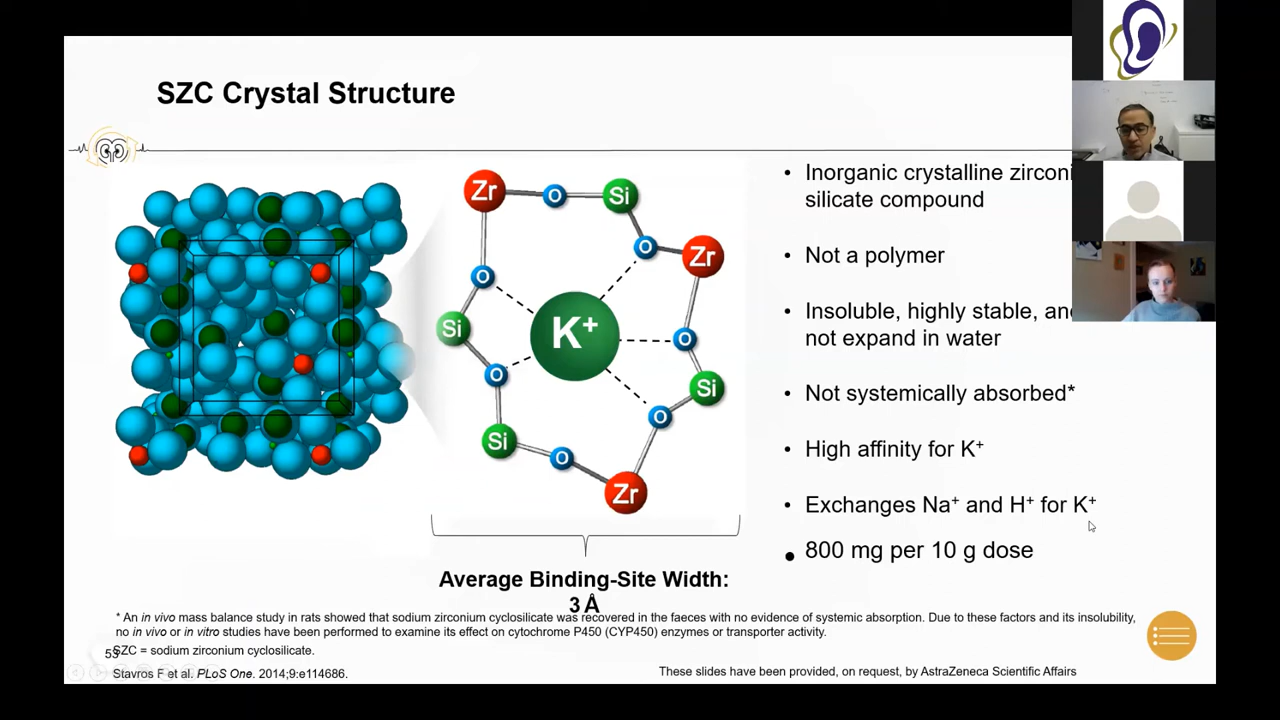 SZC Crystal Structure
Zr
O
Si
O
Zr
O
K+
Si
O
O
Si
Si
O
O
Zr
Average Binding-Site Width:
3 Å
• Inorganic crystalline
silicate compound
• Not a polymer
• Insoluble, highly stable,
not expand in water
• Not systemically absorbed*
• High affinity for K+
• Exchanges Na+ and H+ for K+
• 800 mg per 10 g dose
* An in vivo mass balance study in rats showed that sodium zirconium cyclosilicate was recovered in the faeces with no evidence of systemic absorption. Due to these factors and its insolubility,
no in vivo or in vitro studies have been performed to examine its effect on cytochrome P450 (CYP450) enzymes or transporter activity.
53
SZC = sodium zirconium cyclosilicate.
Stavros F et al. PLoS One. 2014;9:e114686.
These slides have been provided, on request, by AstraZeneca Scientific Affairs